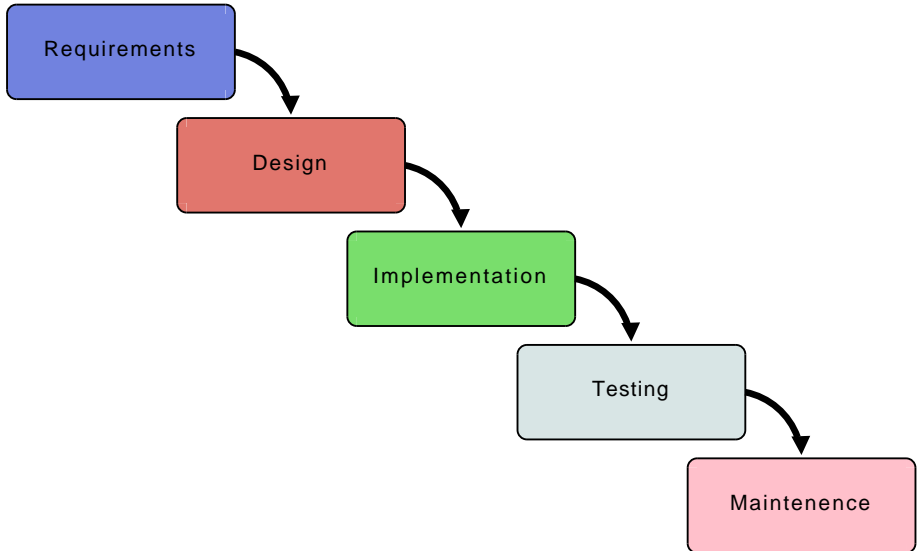 Requirements
Design
Implementation
Testing
Maintenence